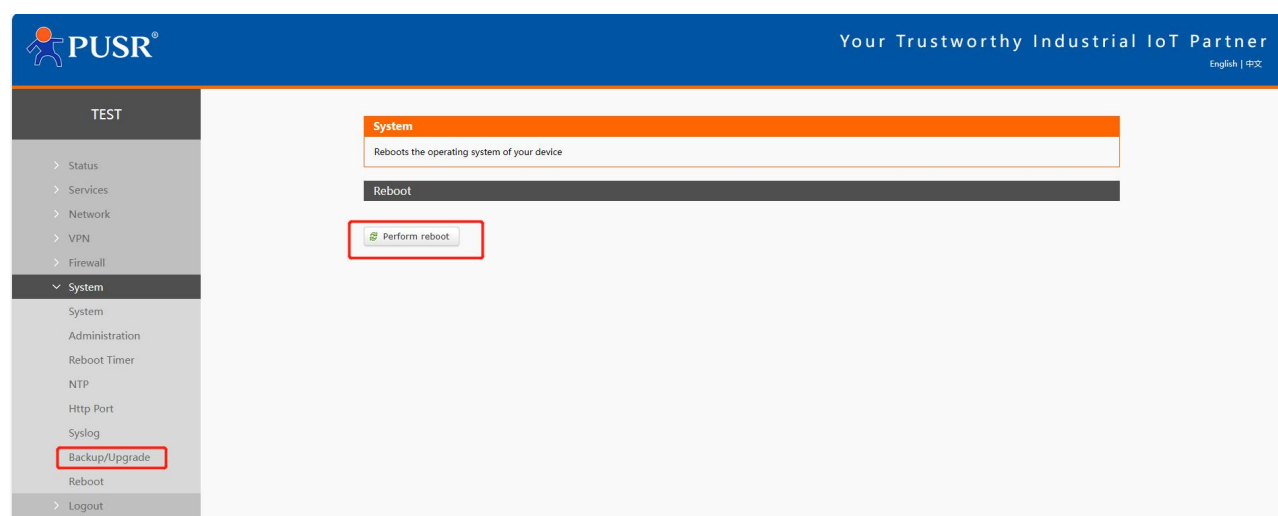 PUSR®
Your Trustworthy Industrial IoT Partner
English | 中文
TEST
Status
Services
Network
VPN
Firewall
System
System
Administration
Reboot Timer
NTP
Http Port
Syslog
Backup/Upgrade
Reboot
Logout
System
Reboots the operating system of your device
Reboot
Perform reboot